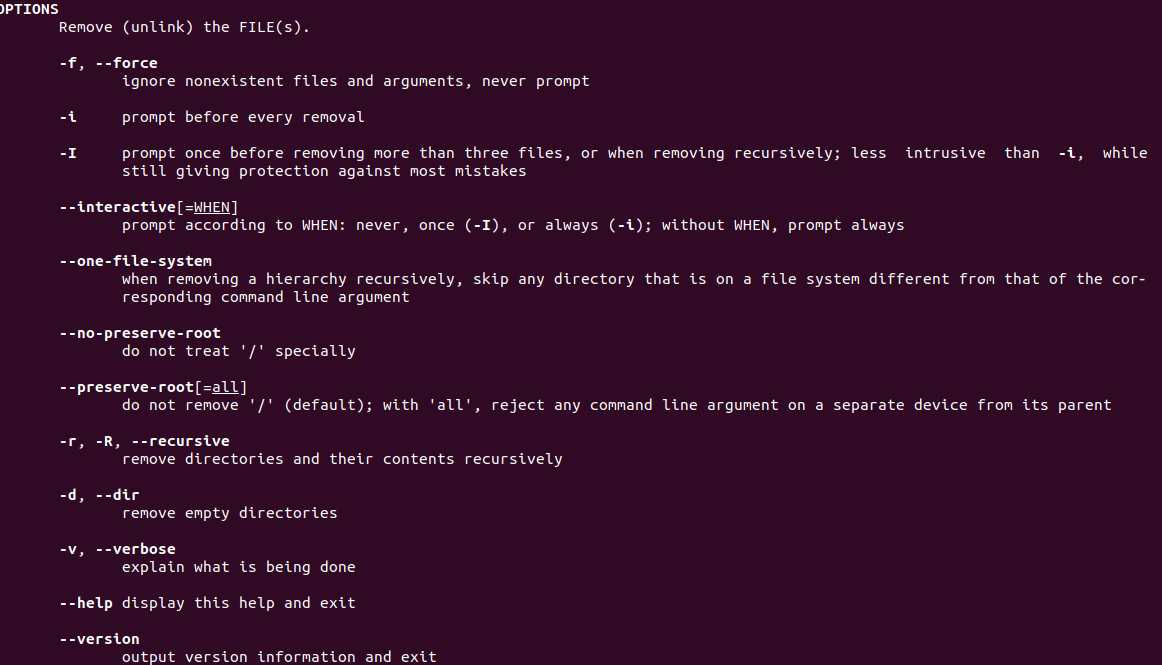 OPTIONS
Remove (unlink) the FILE(s).
-f, --force
ignore nonexistent files and arguments, never prompt
-i prompt before every removal
-I prompt once before removing more than three files, or when removing recursively; less intrusive than -i, while
still giving protection against most mistakes
--interactive[=WHEN]
prompt according to WHEN: never, once (-I), or always (-i); without WHEN, prompt always
--one-file-system
when removing a hierarchy recursively, skip any directory that is on a file system different from that of the cor-
responding command line argument
--no-preserve-root
do not treat '/' specially
--preserve-root[=all]
do not remove '/' (default); with 'all', reject any command line argument on a separate device from its parent
-r, -R, --recursive
remove directories and their contents recursively
-d, --dir
remove empty directories
-v, --verbose
explain what is being done
--help display this help and exit
--version
output version information and exit